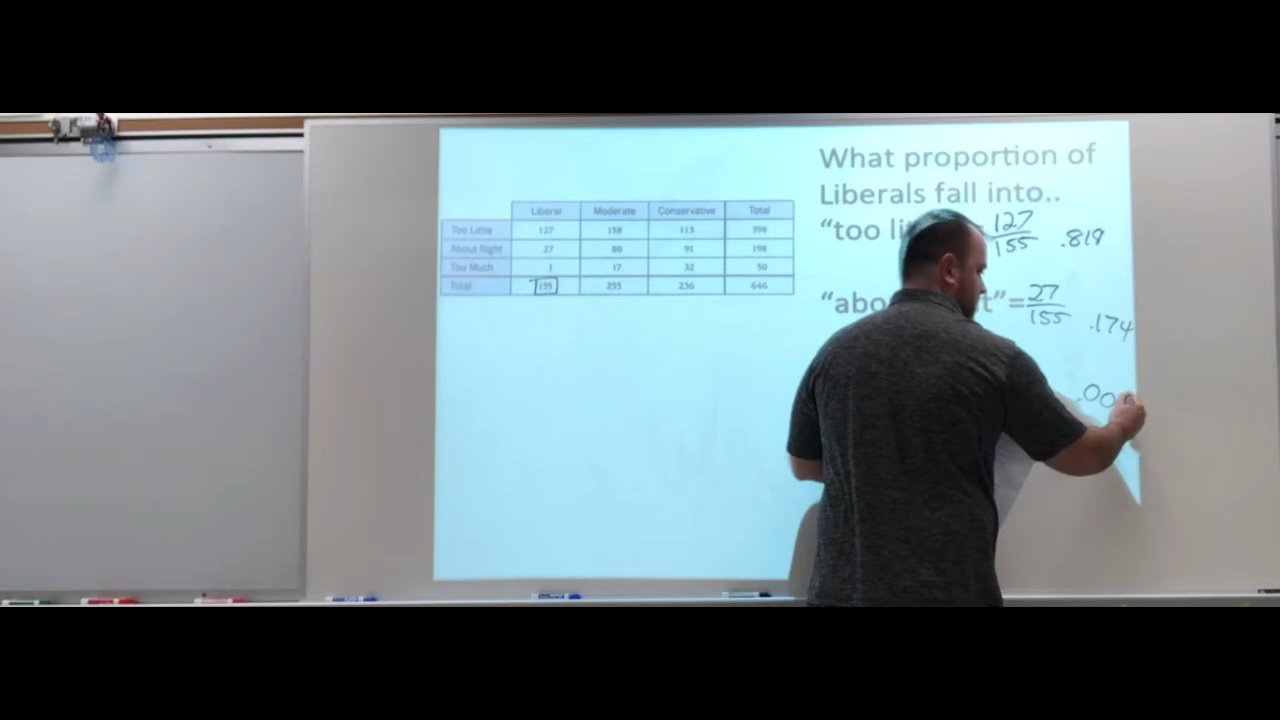 Liberal Moderate Conservative Total
Too Little 127 158 113 398
About Right 27 80 91 198
Too Much 1 17 32 50
Total 155 255 236 646
What proportion of
Liberals fall into..
“too li 127
155 .819
“abo t”= 27
155 .174
.00